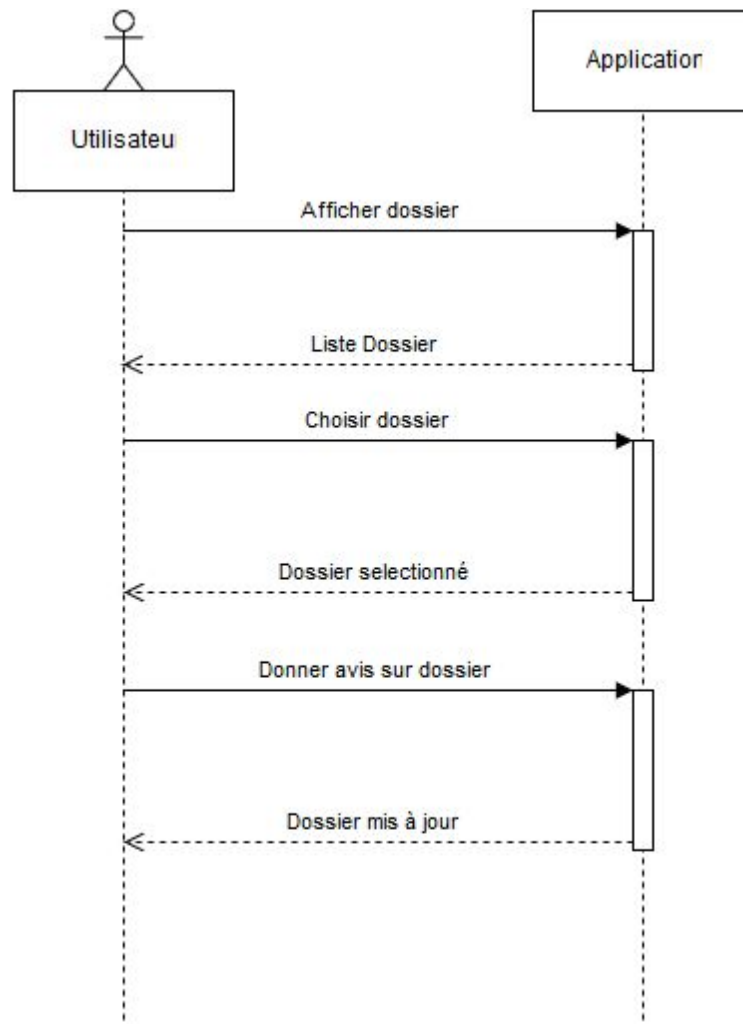 Application
Utilisateu
Afficher dossier
Liste Dossier
Choisir dossier
Dossier selectionné
Donner avis sur dossier
Dossier mis à jour